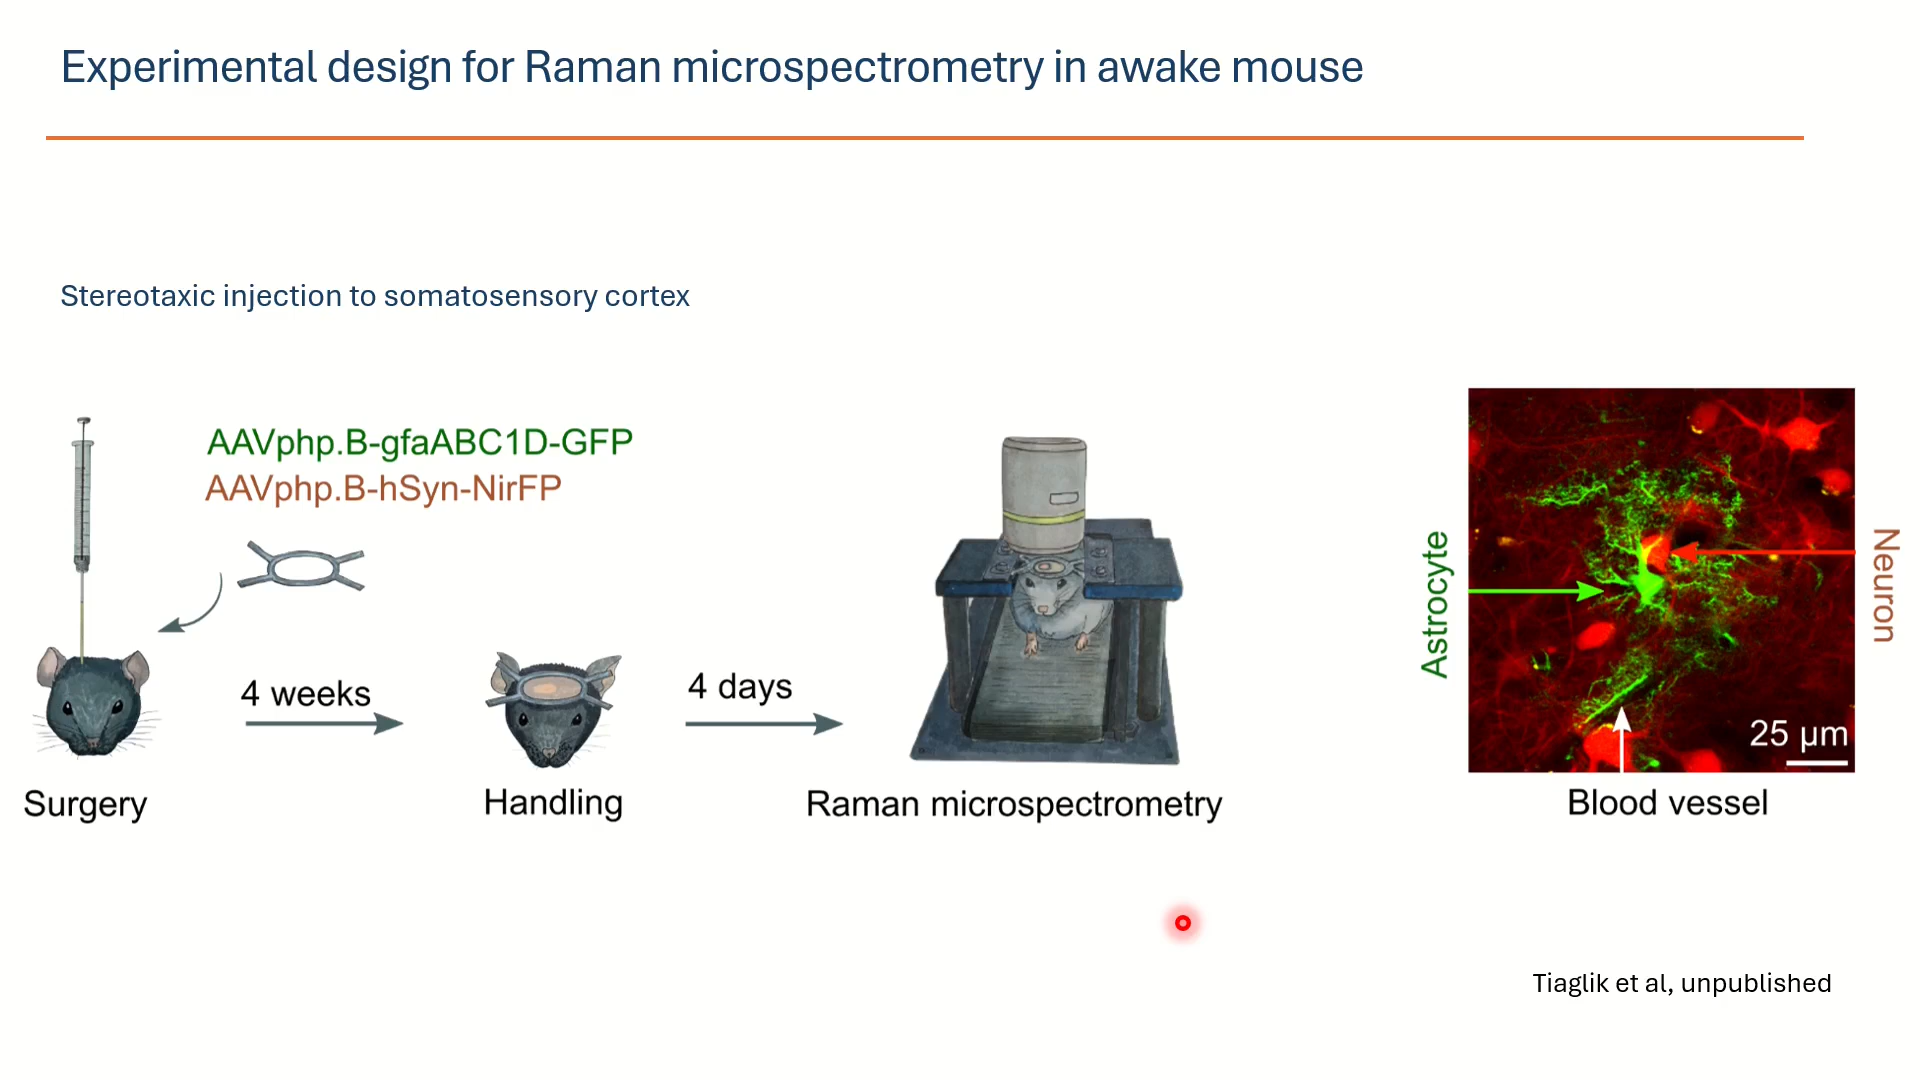 Experimental design for Raman microspectrometry in awake mouse
Stereotaxic injection to somatosensory cortex
AAVphp.B-gfaABC1D-GFP
AAVphp.B-hSyn-NirFP
4 weeks
4 days
Surgery
Handling
Raman microspectrometry
Astrocyte
Neuron
25 µm
Blood vessel
Tiaglik et al, unpublished